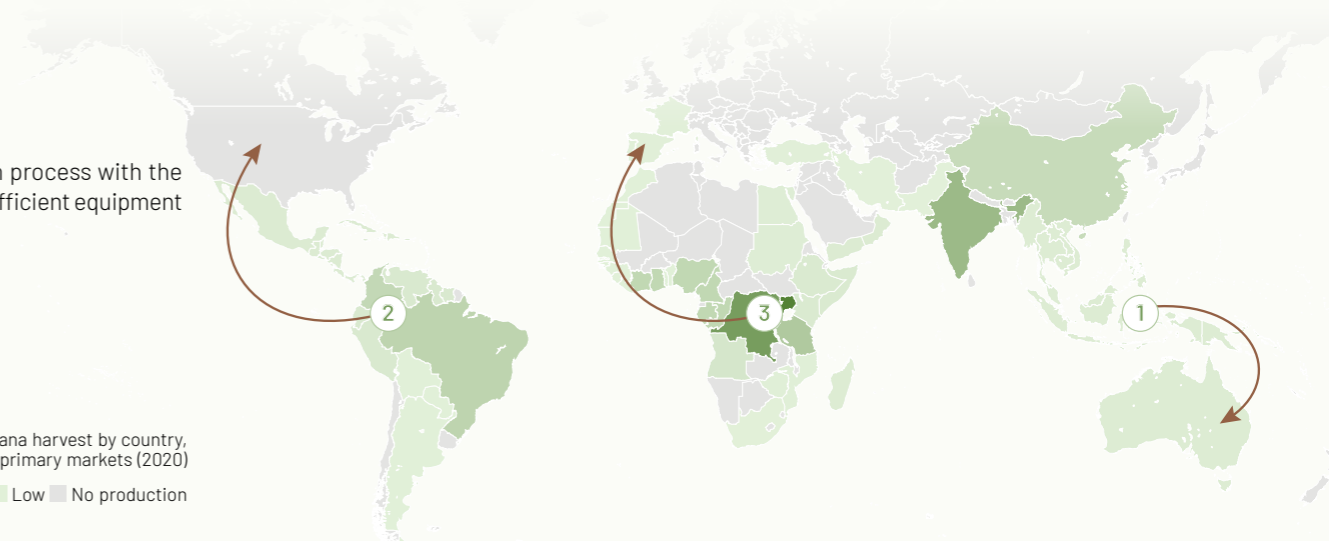 n process with the
fficient equipment
2
3
1
ana harvest by country,
primary markets (2020)
Low No production